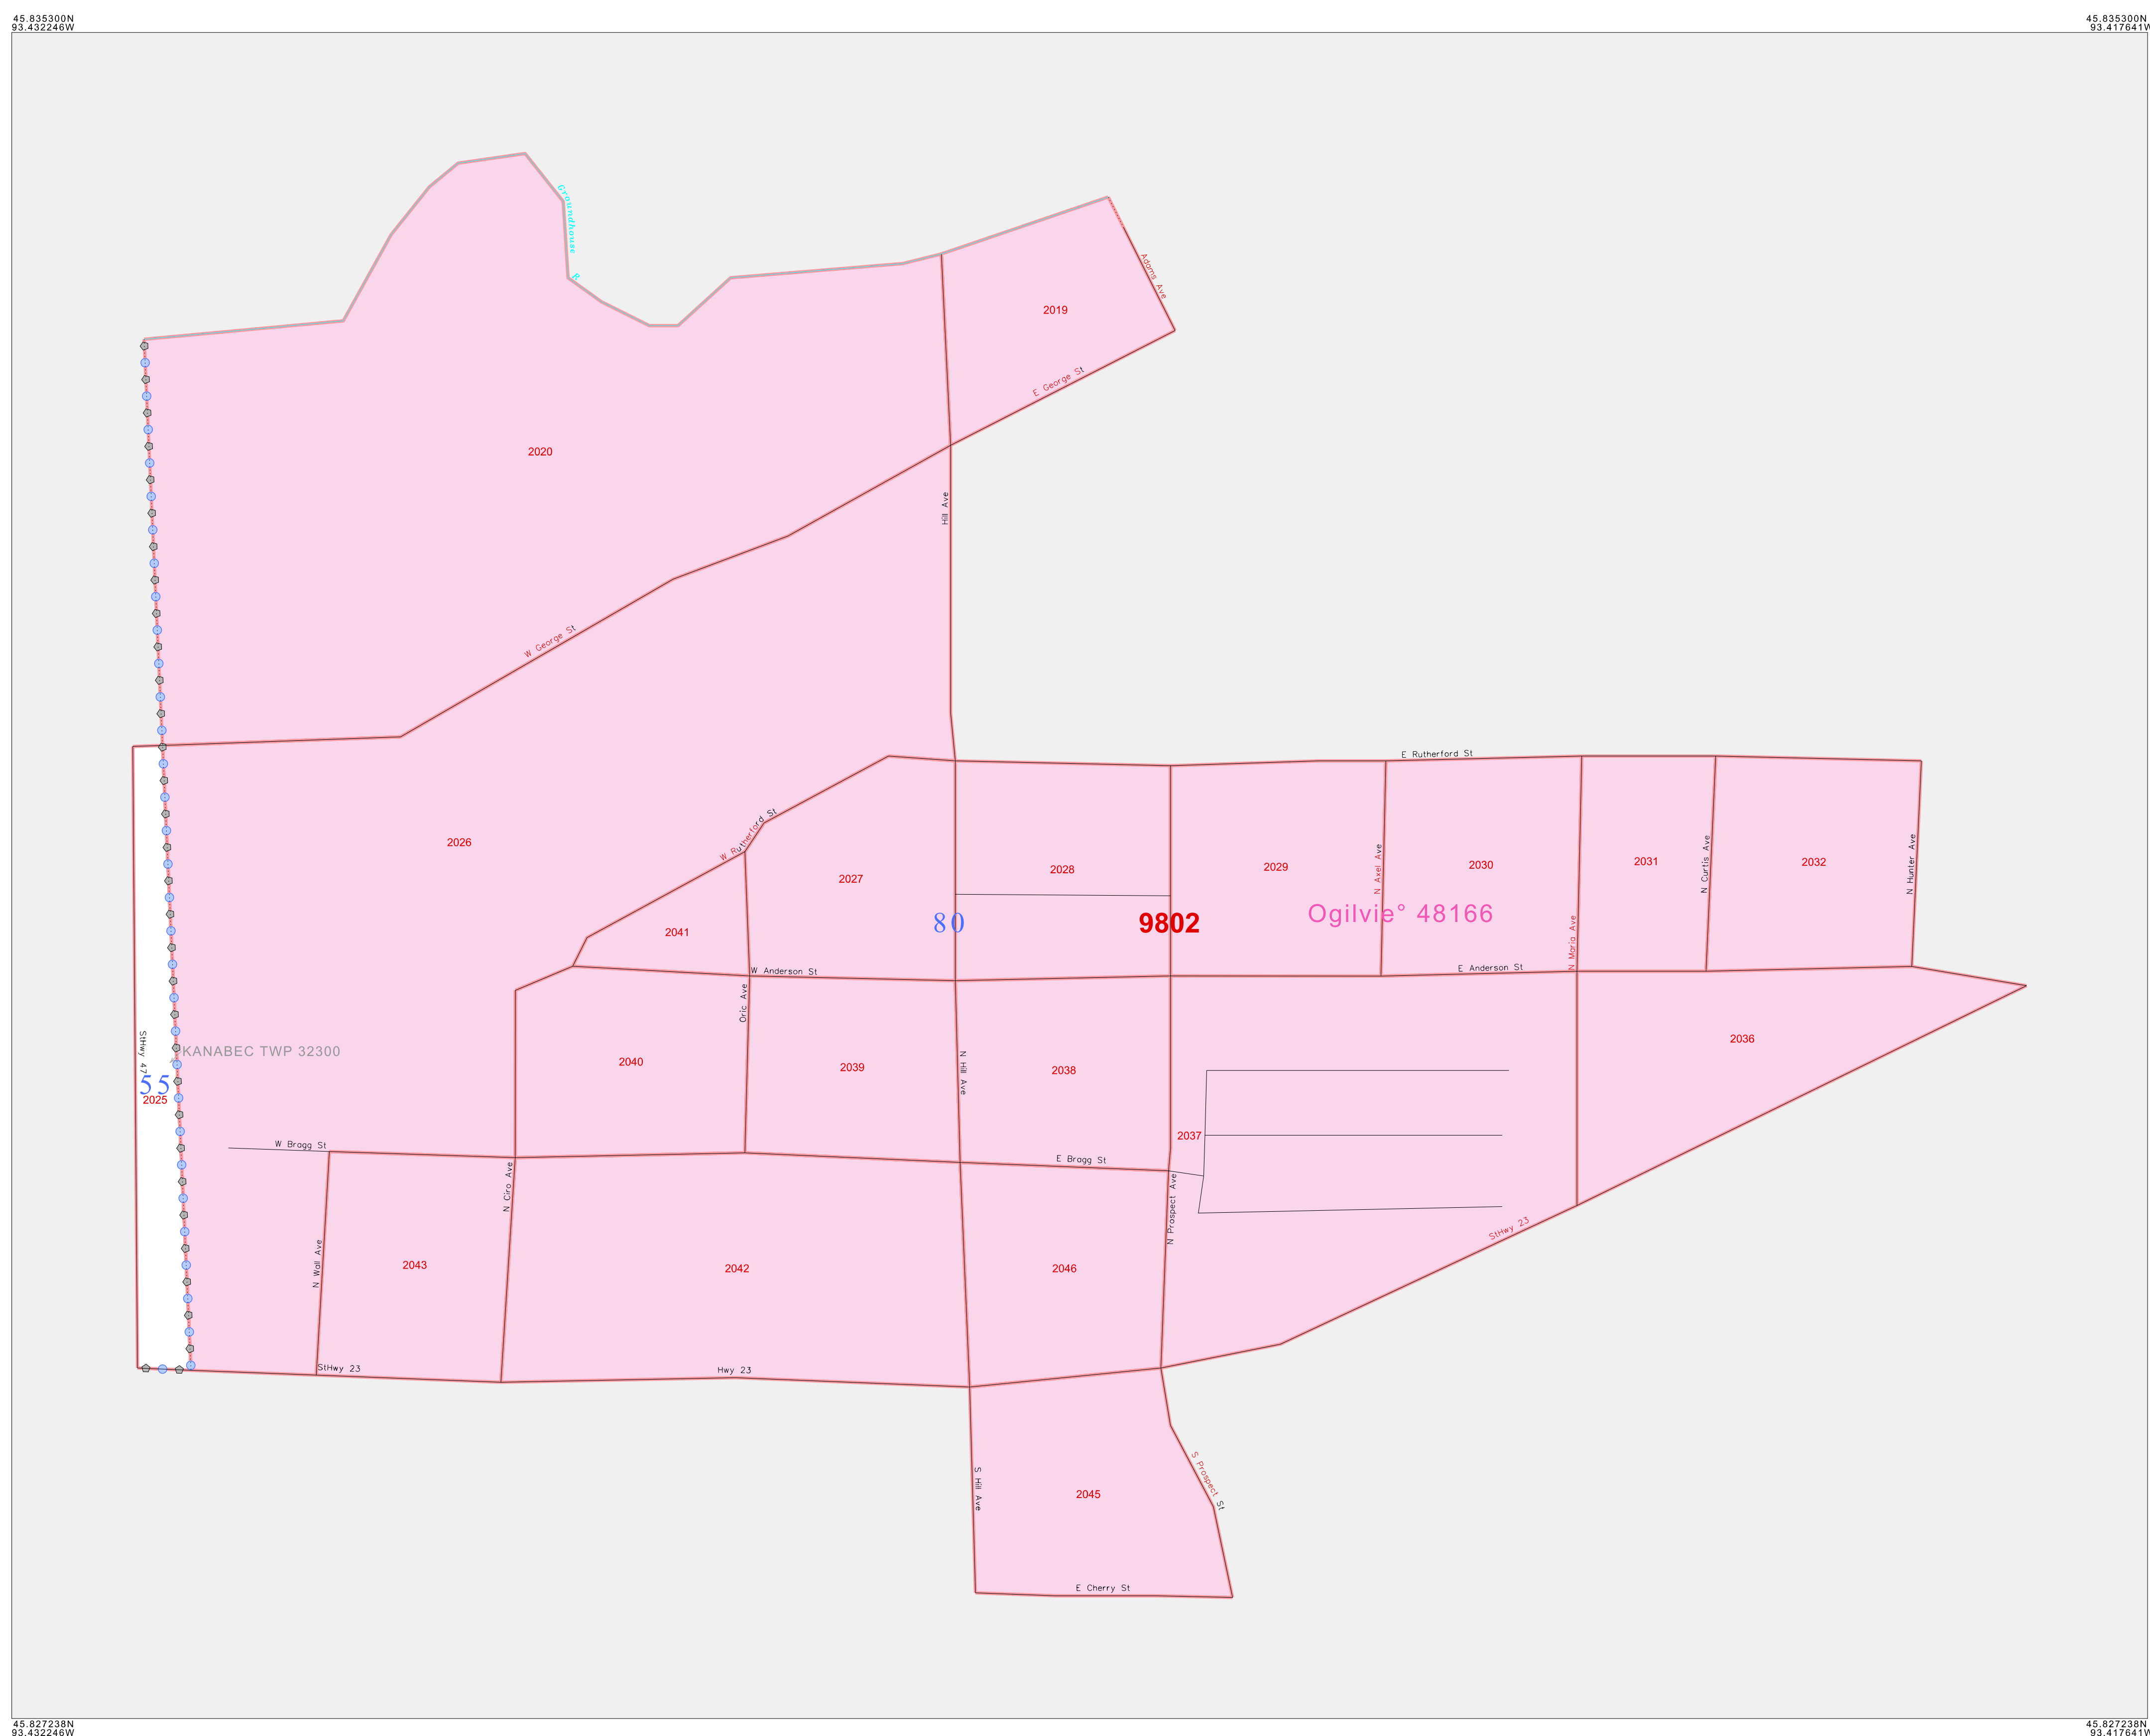 45.835300N
93.432246W
45.835300N
93.417641W
Groundhouse R
Adams Ave
2019
E George St
2020
Hill Ave
W George St
E Rutherford St
W Rutherford St
2026
2027
2028
2029
N Axel Ave
2030
2031
N Curtis Ave
2032
N Hunter Ave
80
9802
Ogilvie° 48166
2041
N Maria Ave
W Anderson St
E Anderson St
Oric Ave
StHwy 47
KANABEC TWP 32300
55
2025
2040
2039
N Hill Ave
2038
2036
2037
W Bragg St
E Bragg St
N Ciro Ave
N Prospect Ave
N Wall Ave
2043
2042
2046
StHwy 23
StHwy 23
Hwy 23
S Hill Ave
2045
S Prospect St
E Cherry St
45.827238N
93.432246W
45.827238N
93.417641W